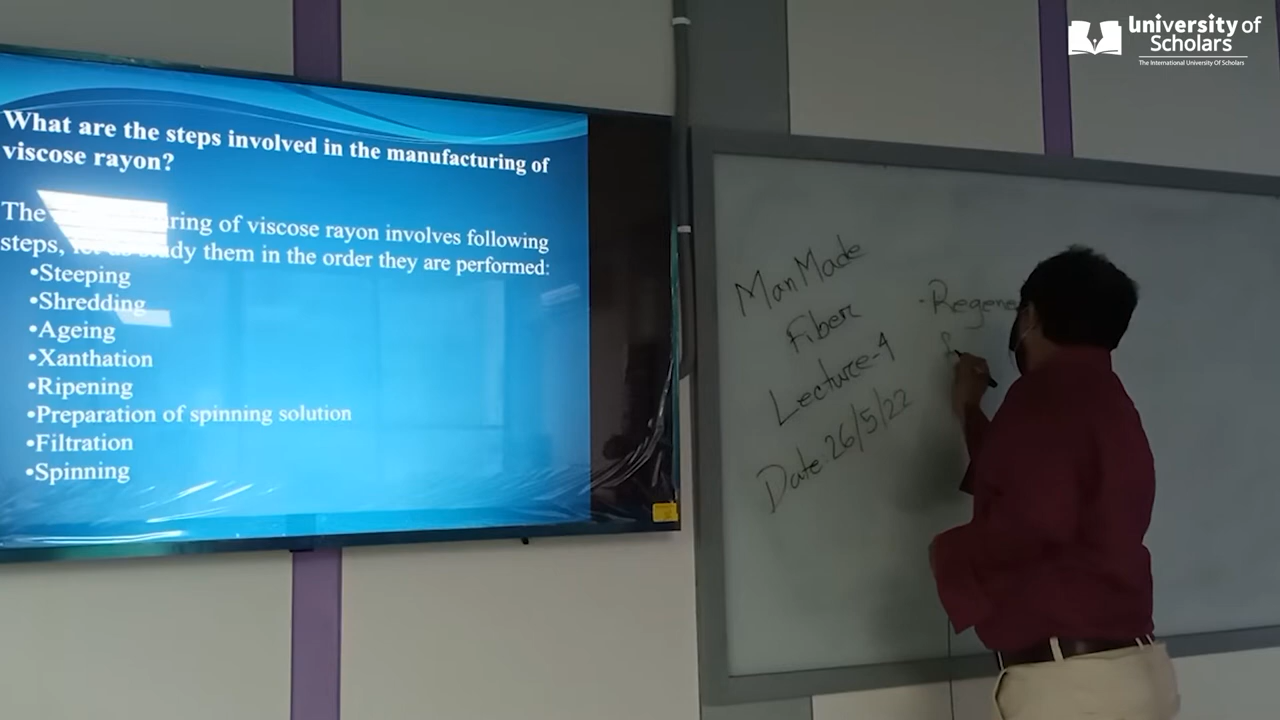 What are the steps involved in the manufacturing of
viscose rayon?
The ring of viscose rayon involves following
steps, study them in the order they are performed:
•Steeping
•Shredding
•Ageing
•Xanthation
•Ripening
•Preparation of spinning solution
•Filtration
•Spinning
Man Made
Fiber
Lecture-4
Date 26/5/22
University of
Scholars
The International University Of Scholars